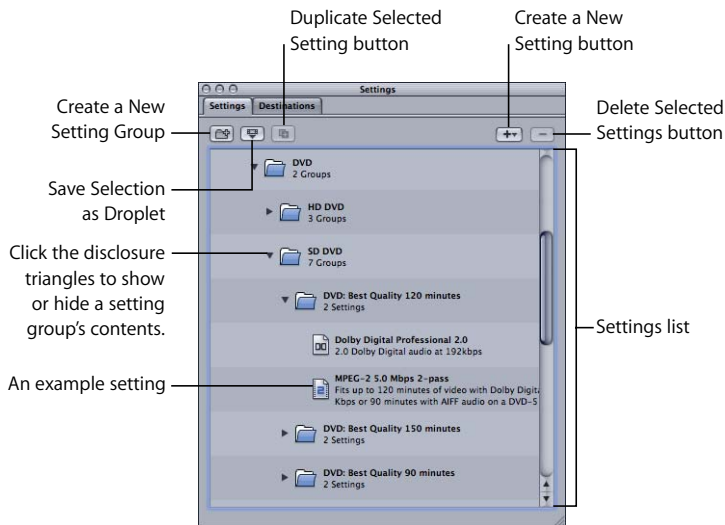 Duplicate Selected
Setting button
Create a New
Setting button
Create a New
Setting Group
Delete Selected
Settings button
Save Selection
as Droplet
Click the disclosure
triangles to show
or hide a setting
group's contents.
An example setting
Settings list
Settings
Settings
Destinations
DVD
2 Groups
HD DVD
3 Groups
SD DVD
7 Groups
DVD: Best Quality 120 minutes
2 Settings
Dolby Digital Professional 2.0
2.0 Dolby Digital audio at 192kbps
MPEG-2 5.0 Mbps 2-pass
Fits up to 120 minutes of video with Dolby Digita
Kbps or 90 minutes with AIFF audio on a DVD-5
DVD: Best Quality 150 minutes
2 Settings
DVD: Best Quality 90 minutes
2 Settings